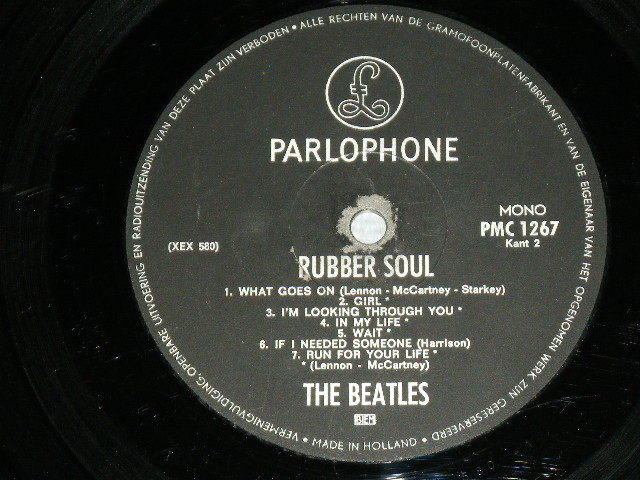 ALLE RECHTEN VAN DE GRAMOFOONPLATENFABRIKANT EN VAN DE EIGENAAR VAN HET OPGENOMEN WERK ZIJN GERESERVEERD • MADE IN HOLLAND • VERMENIGVULDIGING, OPENBARE UITVOERING EN RADIOUITZENDING VAN DEZE PLAAT ZIJN VERBODEN •
£
PARLOPHONE
MONO
PMC 1267
Kant 2
(XEX 580)
RUBBER SOUL
1. WHAT GOES ON (Lennon - McCartney - Starkey)
2. GIRL *
3. I'M LOOKING THROUGH YOU *
4. IN MY LIFE *
5. WAIT *
6. IF I NEEDED SOMEONE (Harrison)
7. RUN FOR YOUR LIFE *
* (Lennon - McCartney)
THE BEATLES